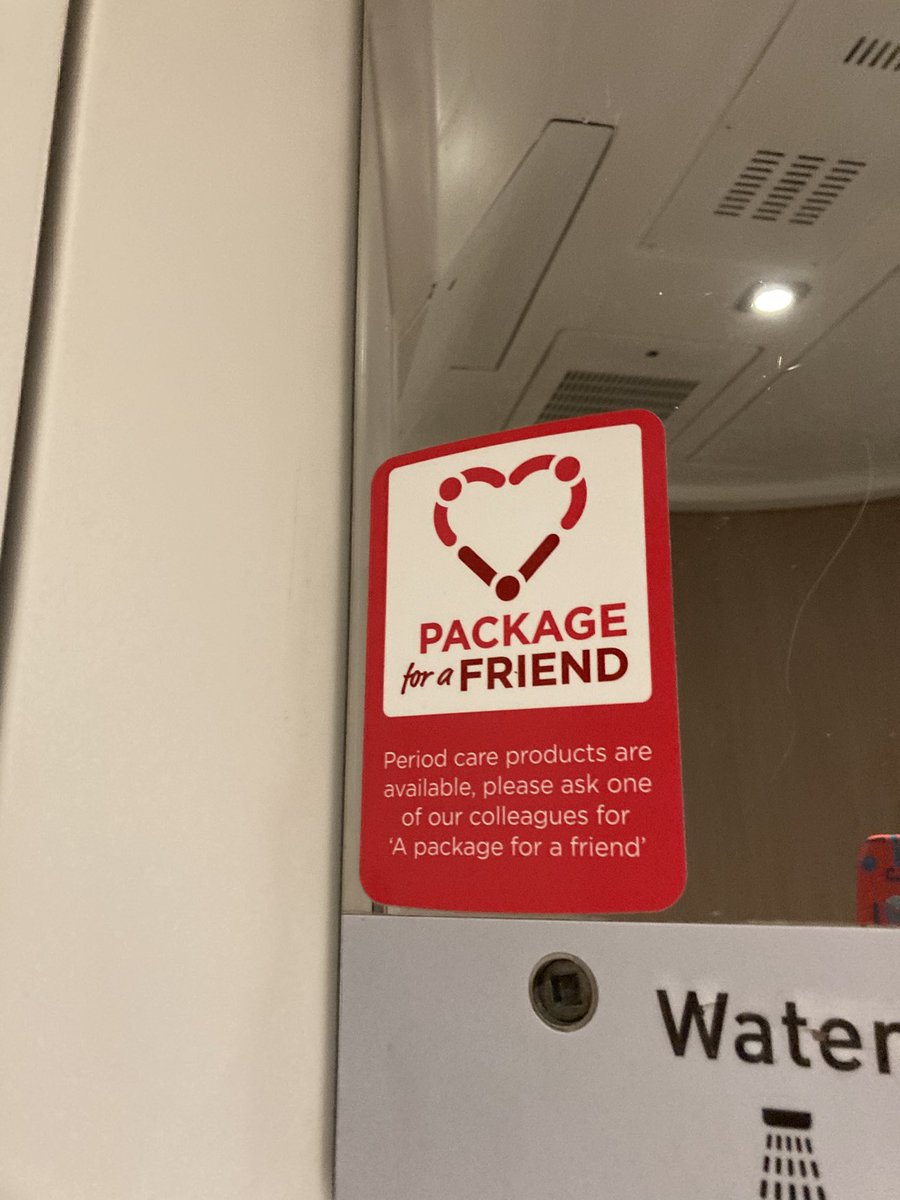 PACKAGE
for a FRIEND
Period care products are
available, please ask one
of our colleagues for
‘A package for a friend’
Water